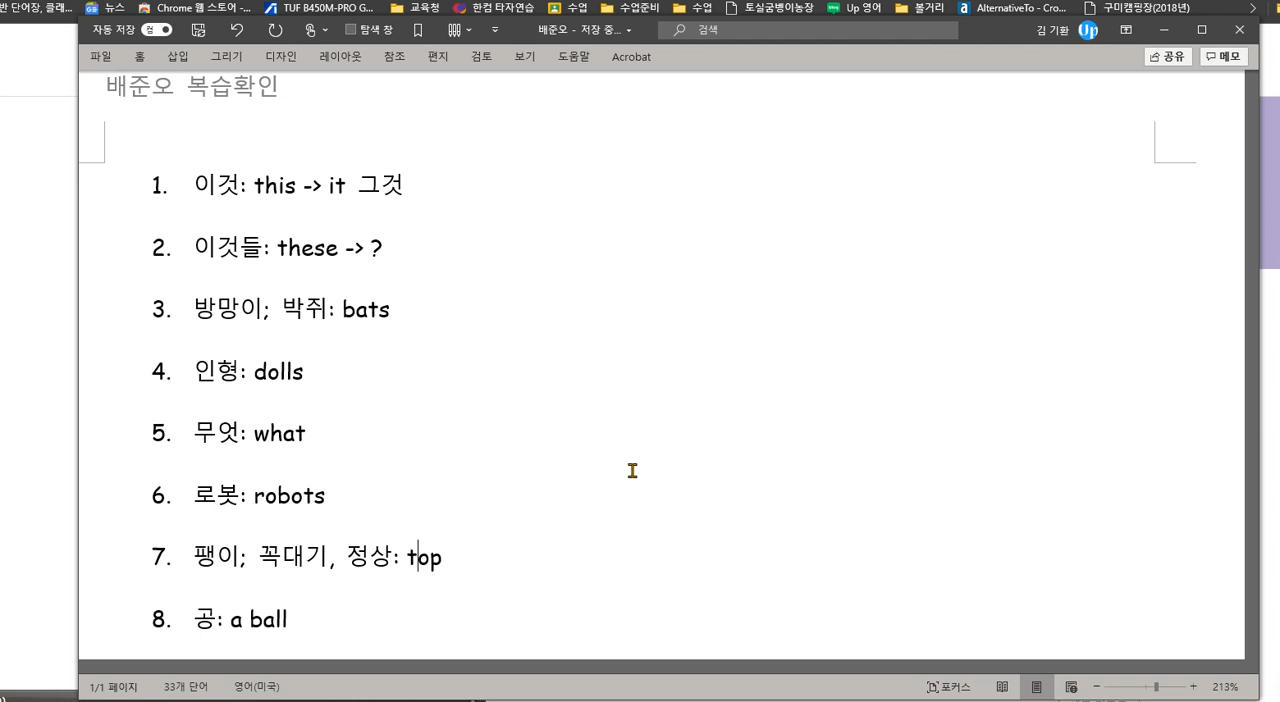 반 단어장, 클래... 뉴스 Chrome 웹 스토어 -... TUF B450M-PRO G... 교육청 한컴 타자연습 수업 수업준비 수업 토실굼벵이농장 Up 영어 볼거리 AlternativeTo - Cro... 구미캠핑장(2018년)
자동 저장 배준오 - 저장 중... 검색 김 기환 Up
탐색 창
파일 홈 삽입 그리기 디자인 레이아웃 참조 편지 검토 보기 도움말 Acrobat 공유 메모
배준오 복습확인
1. 이것: this -> it 그것
2. 이것들: these -> ?
3. 방망이; 박쥐: bats
4. 인형: dolls
5. 무엇: what
6. 로봇: robots
7. 팽이; 꼭대기, 정상: top
8. 공: a ball
1/1 페이지 33개 단어 영어(미국) 포커스 213%